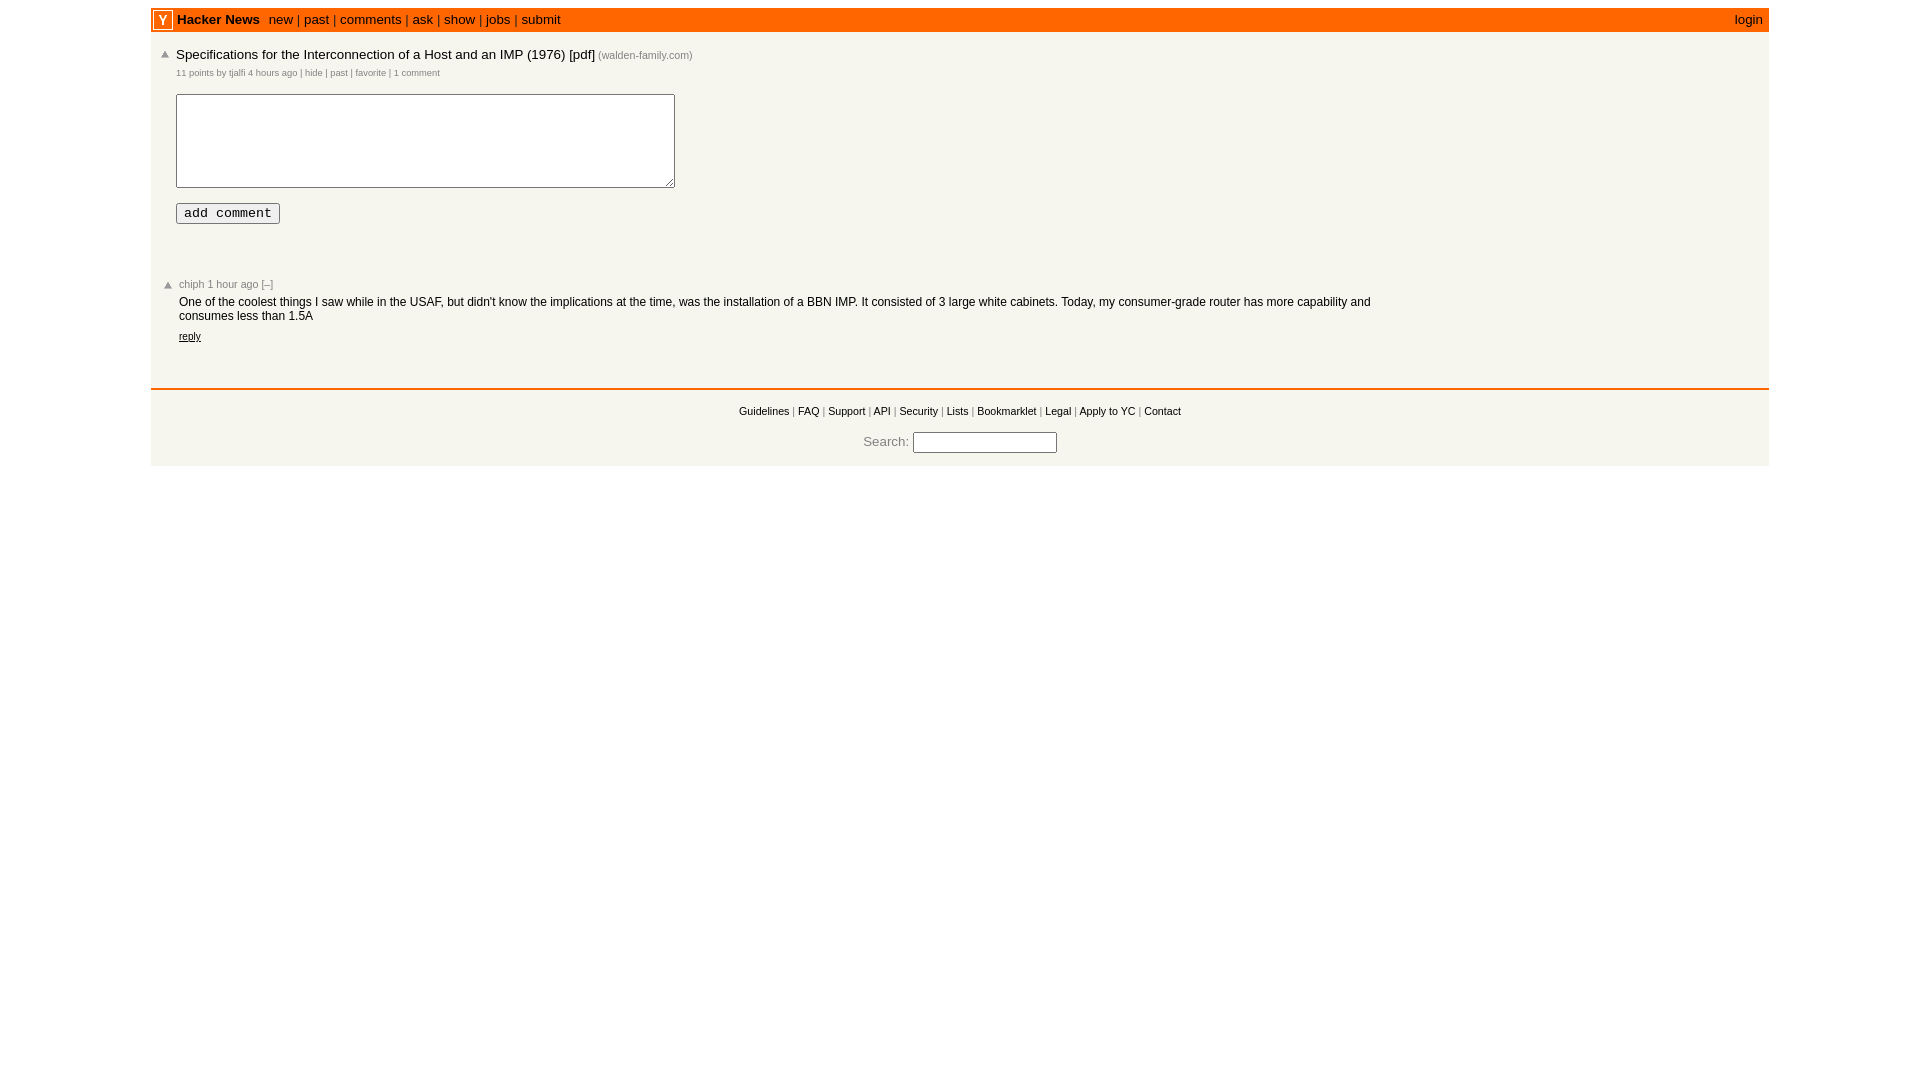 Y Hacker News new | past | comments | ask | show | jobs | submit login
Specifications for the Interconnection of a Host and an IMP (1976) [pdf] (walden-family.com)
11 points by tjalfi 4 hours ago | hide | past | favorite | 1 comment
add comment
chiph 1 hour ago [–]
One of the coolest things I saw while in the USAF, but didn't know the implications at the time, was the installation of a BBN IMP. It consisted of 3 large white cabinets. Today, my consumer-grade router has more capability and
consumes less than 1.5A
reply
Guidelines | FAQ | Support | API | Security | Lists | Bookmarklet | Legal | Apply to YC | Contact
Search: